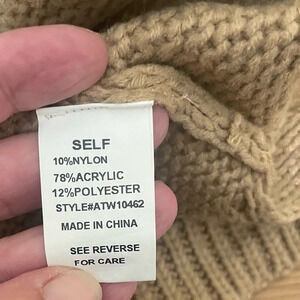 SELF
10%NYLON
78%ACRYLIC
12%POLYESTER
STYLE#ATW10462
MADE IN CHINA
SEE REVERSE
FOR CARE